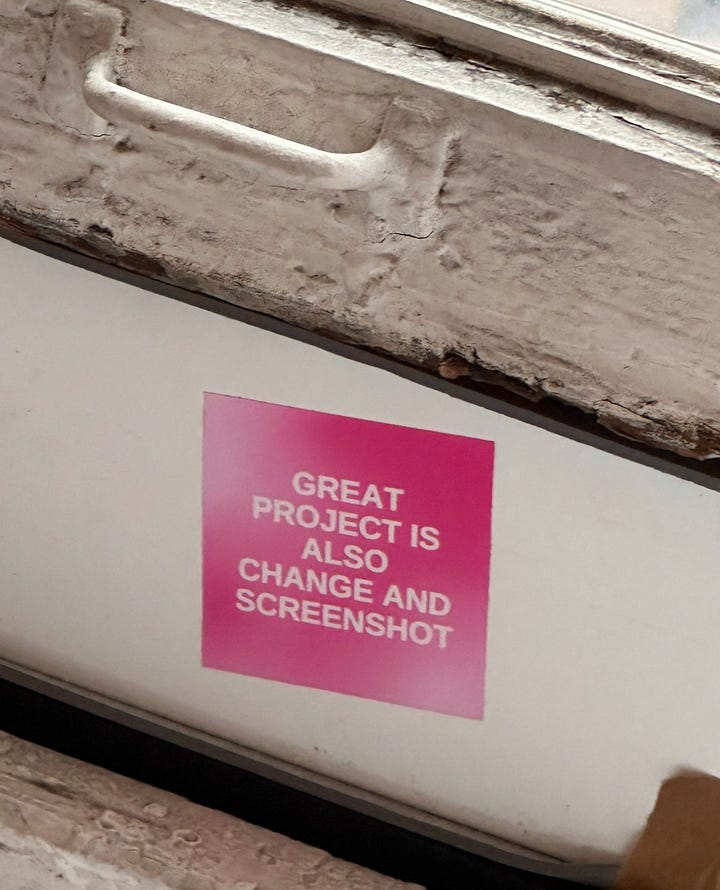 GREAT
PROJECT IS
ALSO
CHANGE AND
SCREENSHOT